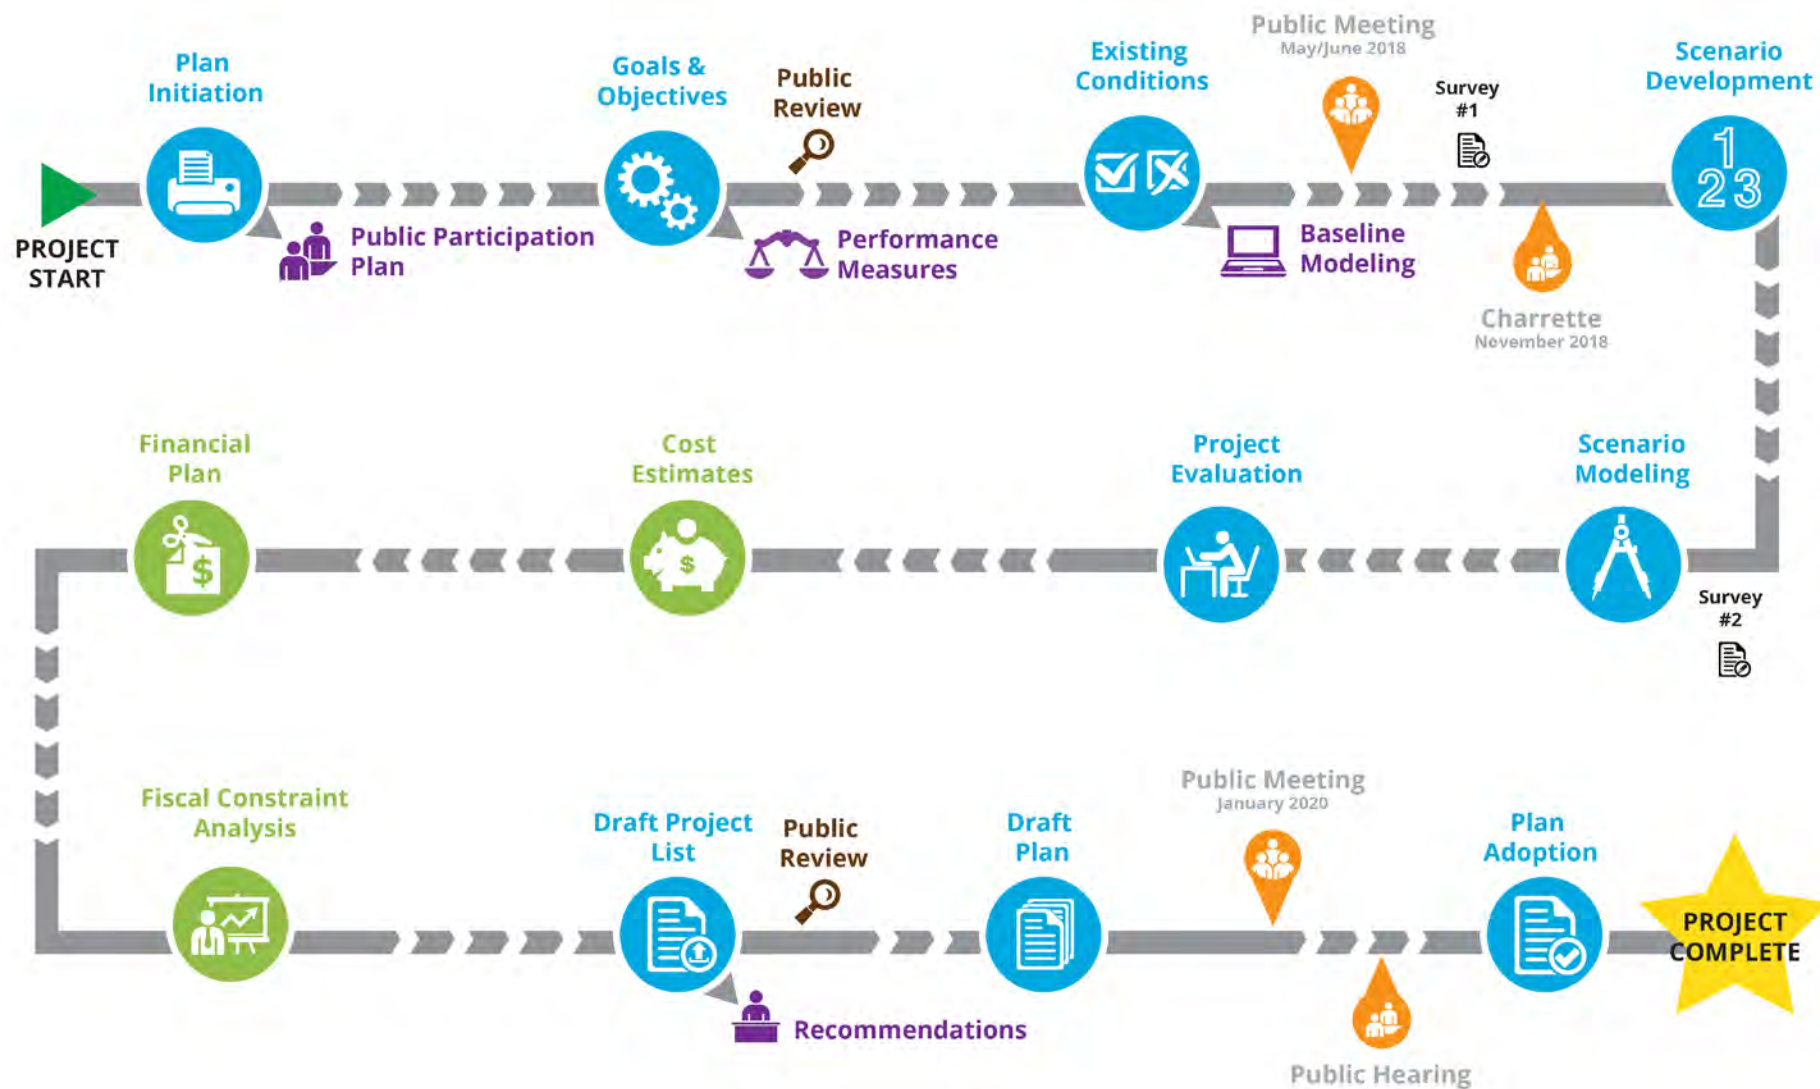 Public Meeting
May/June 2018
Plan
Initiation
Goals &
Objectives
Public
Review
Existing
Conditions
Survey
#1
Scenario
Development
1
2 3
PROJECT
START
Public Participation
Plan
Performance
Measures
Baseline
Modeling
Charrette
November 2018
Financial
Plan
$
Cost
Estimates
$
Project
Evaluation
Scenario
Modeling
Survey
#2
Fiscal Constraint
Analysis
Draft Project
List
Public
Review
Draft
Plan
Public Meeting
January 2020
Plan
Adoption
PROJECT
COMPLETE
Recommendations
Public Hearing